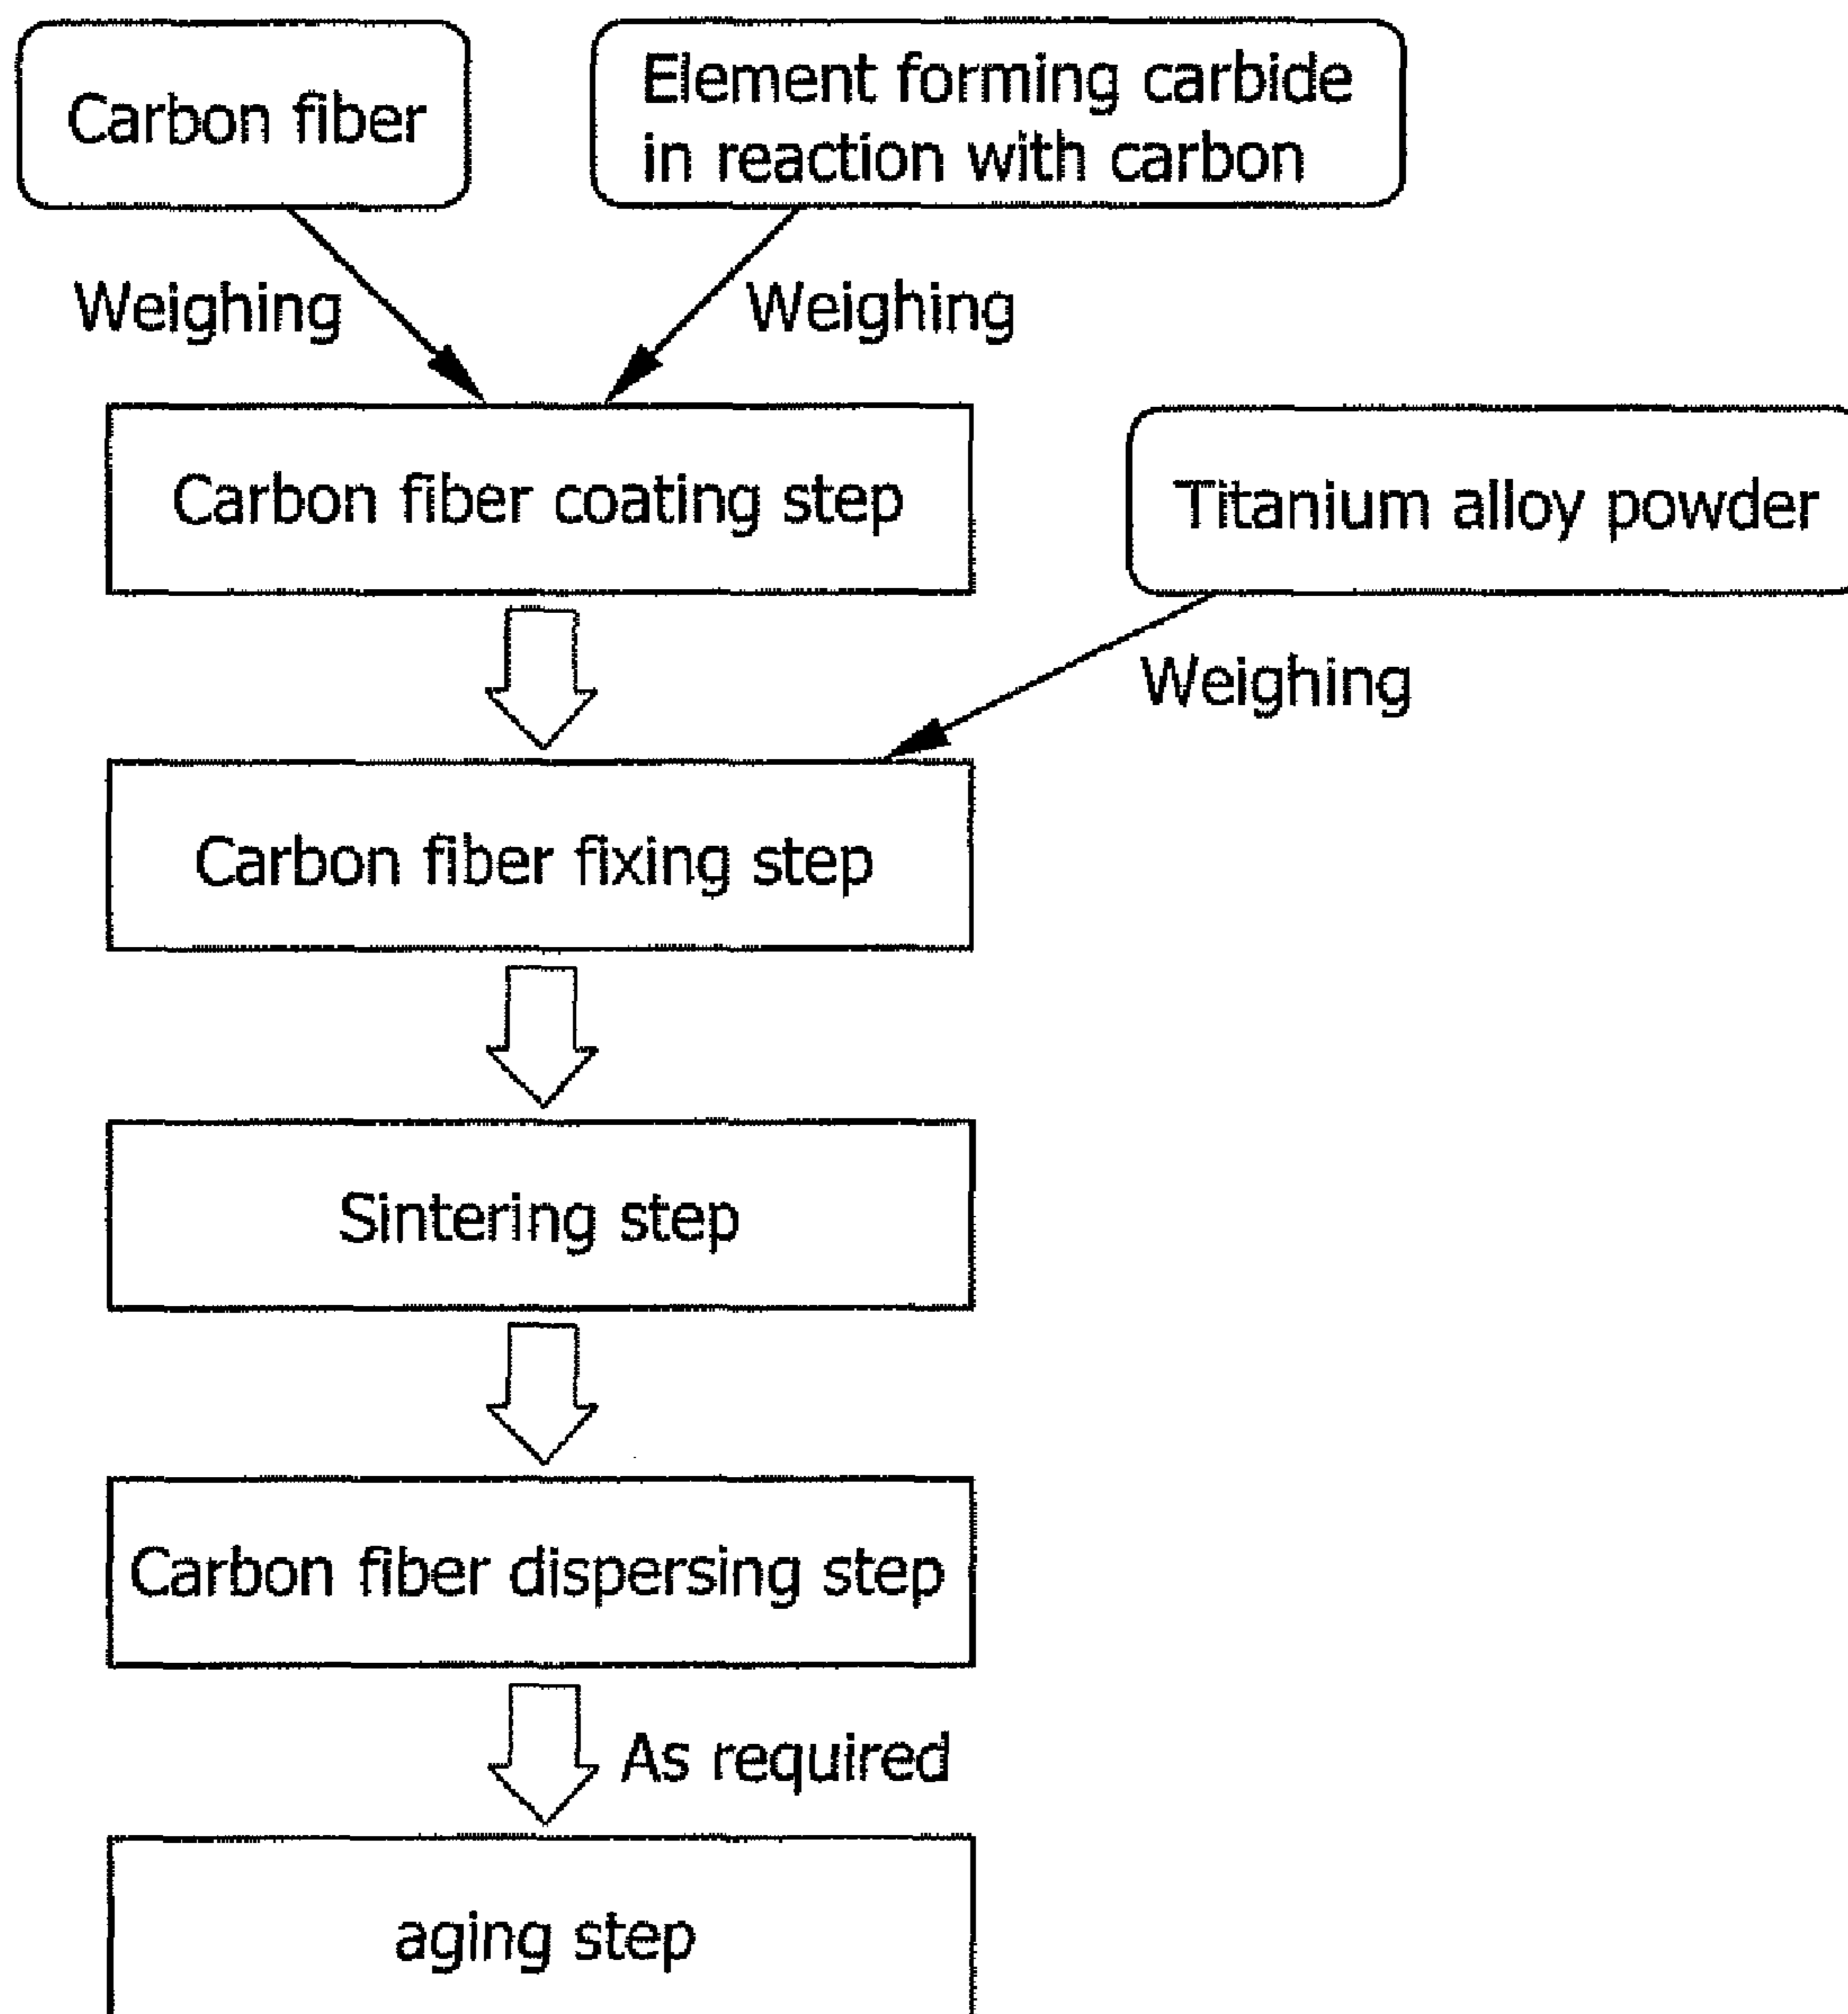 Carbon fiber
Element forming carbide
in reaction with carbon
Weighing
Weighing
Carbon fiber coating step
Titanium alloy powder
Weighing
Carbon fiber fixing step
Sintering step
Carbon fiber dispersing step
As required
aging step